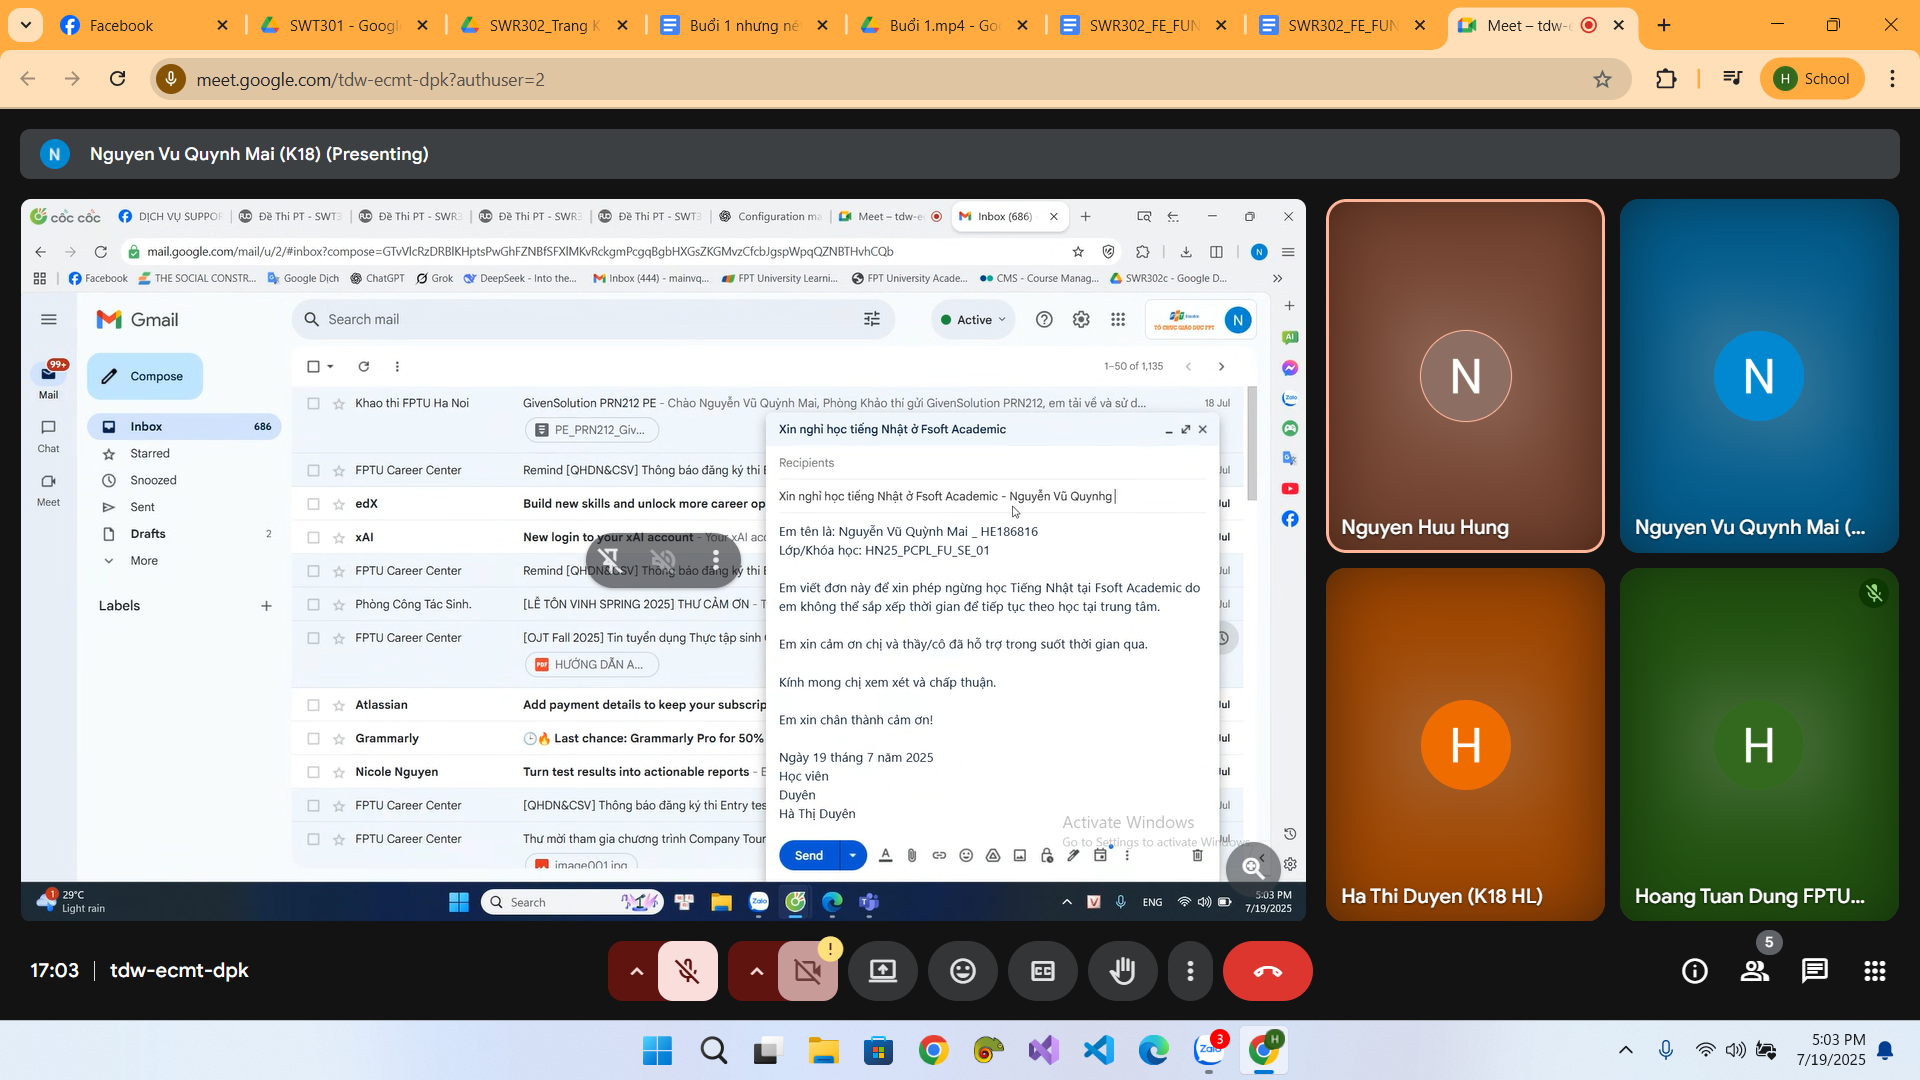 Facebook
SWT301 - Google
SWR302_Trang K
Buổi 1 nhưng né
Buổi 1.mp4 - Go
SWR302_FE_FUN
SWR302_FE_FUN
Meet – tdw-e
meet.google.com/tdw-ecmt-dpk?authuser=2
H School
N Nguyen Vu Quynh Mai (K18) (Presenting)
cốc cốc
DỊCH VỤ SUPPO
Đề Thi PT - SWT3
Đề Thi PT - SWR3
Đề Thi PT - SWR3
Đề Thi PT - SWT3
Configuration ma
Meet – tdw-e
Inbox (686)
mail.google.com/mail/u/2/#inbox?compose=GTvVlcRzDRBlKHptsPwGhFZNBfSFXlMKvRckgmPcgqBgbHXGsZKGMvzCfcbJgspWpqQZNBTHvhCQb
N
Facebook
THE SOCIAL CONSTR...
Google Dịch
ChatGPT
Grok
DeepSeek - Into the...
Inbox (444) - mainvq...
FPT University Learni...
FPT University Acade...
CMS - Course Manag...
SWR302c - Google D...
Gmail
Search mail
Active
FPT Education
TỔ CHỨC GIÁO DỤC FPT
N
99+
Mail
Chat
Meet
Compose
Inbox 686
Starred
Snoozed
Sent
Drafts 2
More
Labels
1–50 of 1,135
Khao thi FPTU Ha Noi GivenSolution PRN212 PE - Chào Nguyễn Vũ Quỳnh Mai, Phòng Khảo thí gửi GivenSolution PRN212, em tải về và sử d... 18 Jul
PE_PRN212_Giv...
FPTU Career Center Remind [QHDN&CSV] Thông báo đăng ký thi E
edX Build new skills and unlock more career op
xAI New login to your xAI account - Your xAI acc
FPTU Career Center Remind [QHDN&CSV] Thông báo đăng ký thi E
Phòng Công Tác Sinh. [LỄ TÔN VINH SPRING 2025] THƯ CẢM ƠN - T
FPTU Career Center [OJT Fall 2025] Tin tuyển dụng Thực tập sinh
HƯỚNG DẪN A...
Atlassian Add payment details to keep your subscrip
Grammarly Last chance: Grammarly Pro for 50%
Nicole Nguyen Turn test results into actionable reports - E
FPTU Career Center [QHDN&CSV] Thông báo đăng ký thi Entry tes
FPTU Career Center Thư mời tham gia chương trình Company Tour
image001.jpg
Xin nghỉ học tiếng Nhật ở Fsoft Academic
Recipients
Xin nghỉ học tiếng Nhật ở Fsoft Academic - Nguyễn Vũ Quynhg
Em tên là: Nguyễn Vũ Quỳnh Mai _ HE186816
Lớp/Khóa học: HN25_PCPL_FU_SE_01
Em viết đơn này để xin phép ngừng học Tiếng Nhật tại Fsoft Academic do
em không thể sắp xếp thời gian để tiếp tục theo học tại trung tâm.
Em xin cảm ơn chị và thầy/cô đã hỗ trợ trong suốt thời gian qua.
Kính mong chị xem xét và chấp thuận.
Em xin chân thành cảm ơn!
Ngày 19 tháng 7 năm 2025
Học viên
Duyên
Hà Thị Duyên
Send
Activate Windows
Go to Settings to activate Windows.
29°C
Light rain
Search
ENG
5:03 PM
7/19/2025
N
Nguyen Huu Hung
N
Nguyen Vu Quynh Mai (...
H
Ha Thi Duyen (K18 HL)
H
Hoang Tuan Dung FPTU...
17:03 | tdw-ecmt-dpk
5
Zalo
3
5:03 PM
7/19/2025